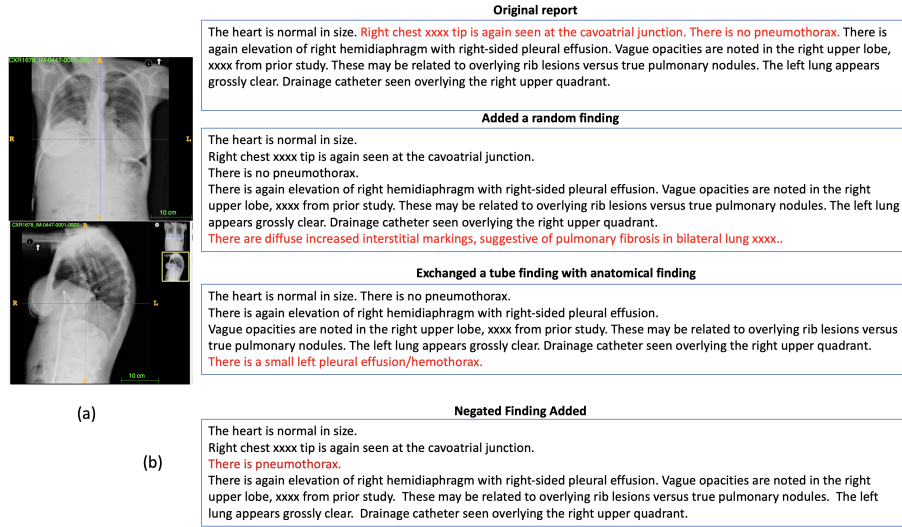 Original report
The heart is normal in size. Right chest xxxx tip is again seen at the cavoatrial junction. There is no pneumothorax. There is
again elevation of right hemidiaphragm with right-sided pleural effusion. Vague opacities are noted in the right upper lobe,
xxxx from prior study. These may be related to overlying rib lesions versus true pulmonary nodules. The left lung appears
grossly clear. Drainage catheter seen overlying the right upper quadrant.
CXR1678_IM-0447-0001-0001
A
R
L
10 cm
Added a random finding
The heart is normal in size.
Right chest xxxx tip is again seen at the cavoatrial junction.
There is no pneumothorax.
There is again elevation of right hemidiaphragm with right-sided pleural effusion. Vague opacities are noted in the right
upper lobe, xxxx from prior study. These may be related to overlying rib lesions versus true pulmonary nodules. The left lung
appears grossly clear. Drainage catheter seen overlying the right upper quadrant.
There are diffuse increased interstitial markings, suggestive of pulmonary fibrosis in bilateral lung xxxx..
CXR1678_IM-0447-0001-0002
R
L
10 cm
Exchanged a tube finding with anatomical finding
The heart is normal in size. There is no pneumothorax.
There is again elevation of right hemidiaphragm with right-sided pleural effusion.
Vague opacities are noted in the right upper lobe, xxxx from prior study. These may be related to overlying rib lesions versus
true pulmonary nodules. The left lung appears grossly clear. Drainage catheter seen overlying the right upper quadrant.
There is a small left pleural effusion/hemothorax.
(a)
Negated Finding Added
The heart is normal in size.
Right chest xxxx tip is again seen at the cavoatrial junction.
There is pneumothorax.
There is again elevation of right hemidiaphragm with right-sided pleural effusion. Vague opacities are noted in the right
upper lobe, xxxx from prior study. These may be related to overlying rib lesions versus true pulmonary nodules. The left
lung appears grossly clear. Drainage catheter seen overlying the right upper quadrant.
(b)